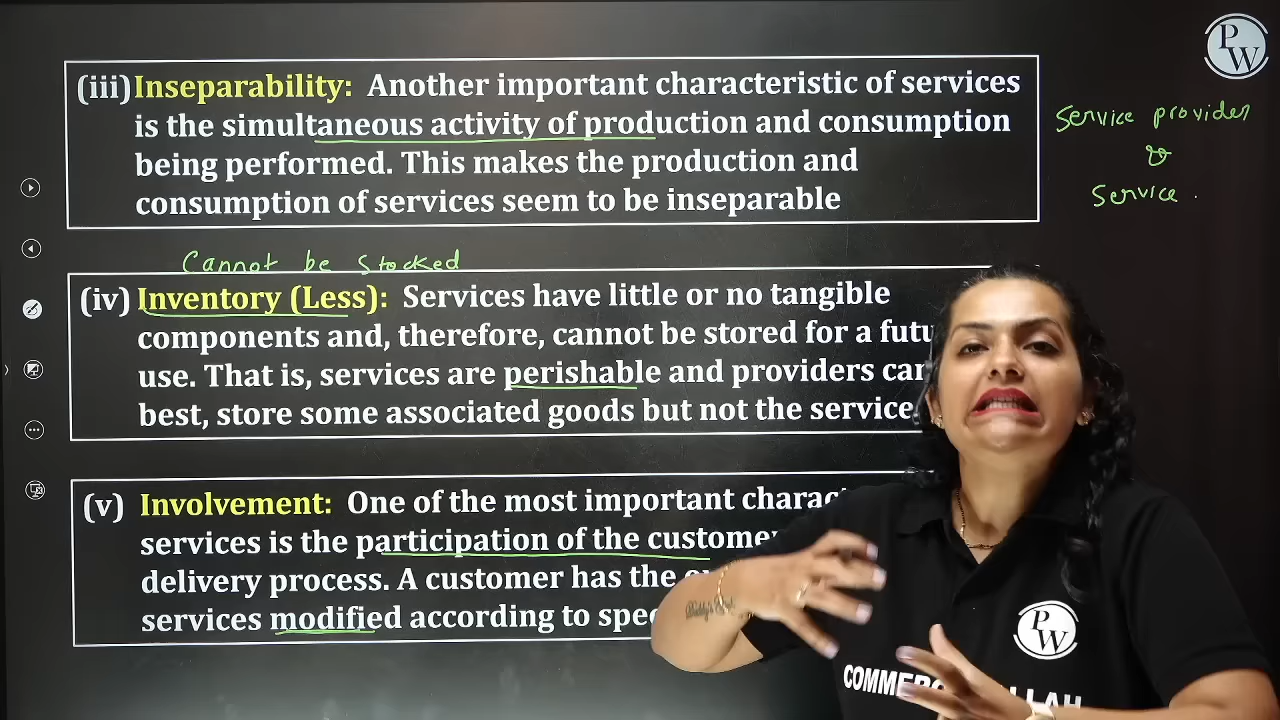 (iii) Inseparability: Another important characteristic of services
is the simultaneous activity of production and consumption
being performed. This makes the production and
consumption of services seem to be inseparable
PW
Service provider
&
Service.
Cannot be stocked
(iv) Inventory (Less): Services have little or no tangible
components and, therefore, cannot be stored for a futu
use. That is, services are perishable and providers can
best, store some associated goods but not the service
(v) Involvement: One of the most important charact
services is the participation of the customer
delivery process. A customer has the
services modified according to spec
PW